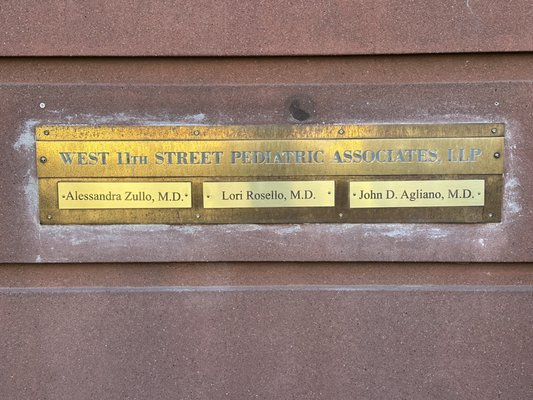 WEST 11TH STREET PEDIATRIC ASSOCIATES, LLP
Alessandra Zullo, M.D. Lori Rosello, M.D. John D. Agliano, M.D.